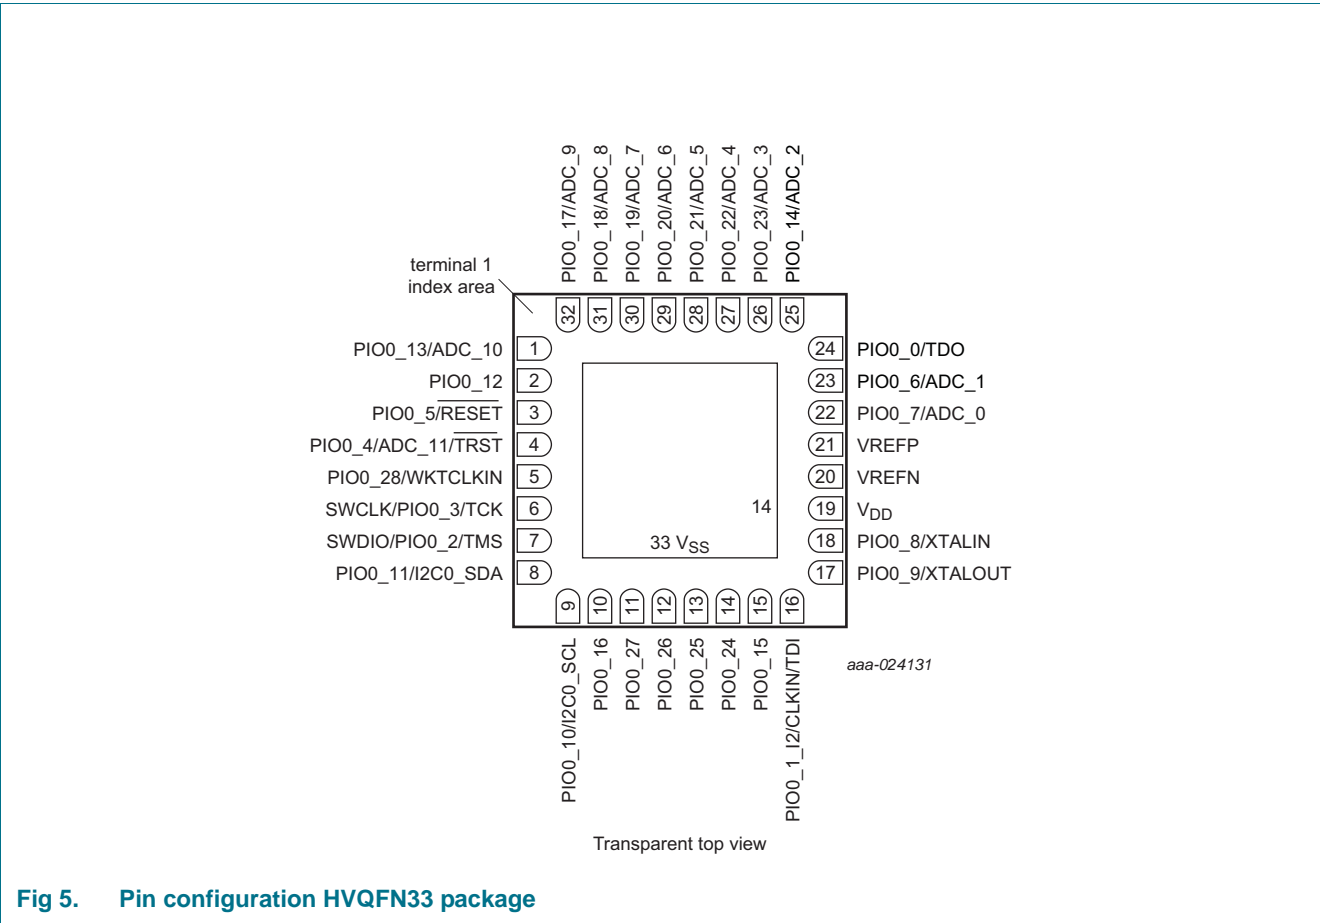 PIO0_17/ADC_9
PIO0_18/ADC_8
PIO0_19/ADC_7
PIO0_20/ADC_6
PIO0_21/ADC_5
PIO0_22/ADC_4
PIO0_23/ADC_3
PIO0_14/ADC_2
terminal 1
index area
32 31 30 29 28 27 26 25
PIO0_13/ADC_10 1
PIO0_12 2
PIO0_5/RESET 3
PIO0_4/ADC_11/TRST 4
PIO0_28/WKTCLKIN 5
SWCLK/PIO0_3/TCK 6
SWDIO/PIO0_2/TMS 7
PIO0_11/I2C0_SDA 8
24 PIO0_0/TDO
23 PIO0_6/ADC_1
22 PIO0_7/ADC_0
21 VREFP
20 VREFN
19 VDD
18 PIO0_8/XTALIN
17 PIO0_9/XTALOUT
14
33 VSS
9 10 11 12 13 14 15 16
PIO0_10/I2C0_SCL
PIO0_16
PIO0_27
PIO0_26
PIO0_25
PIO0_24
PIO0_15
PIO0_1_I2/CLKIN/TDI
aaa-024131
Transparent top view
Fig 5. Pin configuration HVQFN33 package